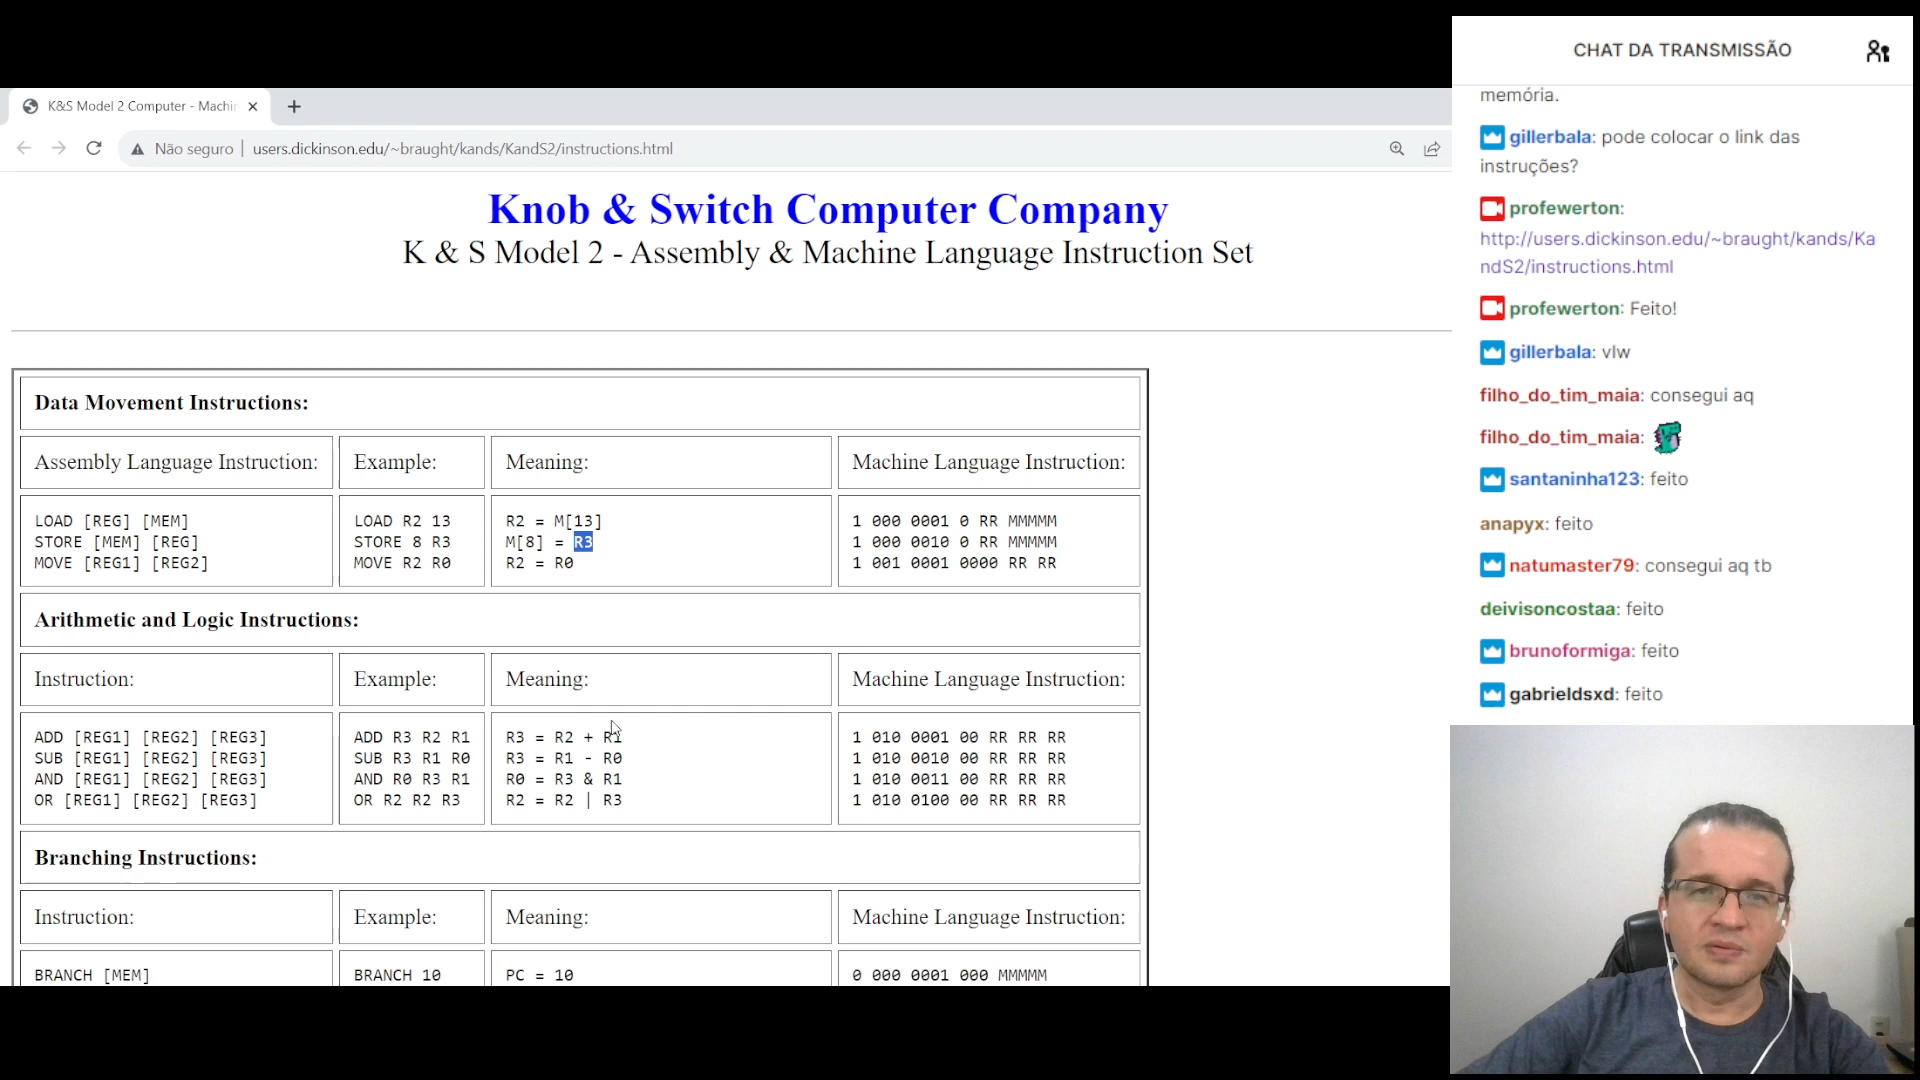 K&S Model 2 Computer - Machin
Não seguro
users.dickinson.edu/~braught/kands/KandS2/instructions.html
Knob & Switch Computer Company
K & S Model 2 - Assembly & Machine Language Instruction Set
Data Movement Instructions:
Assembly Language Instruction: Example: Meaning: Machine Language Instruction:
LOAD [REG] [MEM] LOAD R2 13 R2 = M[13] 1 000 0001 0 RR MMMMM
STORE [MEM] [REG] STORE 8 R3 M[8] = R3 1 000 0010 0 RR MMMMM
MOVE [REG1] [REG2] MOVE R2 R0 R2 = R0 1 001 0001 0000 RR RR
Arithmetic and Logic Instructions:
Instruction: Example: Meaning: Machine Language Instruction:
ADD [REG1] [REG2] [REG3] ADD R3 R2 R1 R3 = R2 + R1 1 010 0001 00 RR RR RR
SUB [REG1] [REG2] [REG3] SUB R3 R1 R0 R3 = R1 - R0 1 010 0010 00 RR RR RR
AND [REG1] [REG2] [REG3] AND R0 R3 R1 R0 = R3 & R1 1 010 0011 00 RR RR RR
OR [REG1] [REG2] [REG3] OR R2 R2 R3 R2 = R2 | R3 1 010 0100 00 RR RR RR
Branching Instructions:
Instruction: Example: Meaning: Machine Language Instruction:
BRANCH [MEM] BRANCH 10 PC = 10 0 000 0001 000 MMMMM
CHAT DA TRANSMISSÃO
memória.
gillerbala: pode colocar o link das
instruções?
profewerton:
http://users.dickinson.edu/~braught/kands/Ka
ndS2/instructions.html
profewerton: Feito!
gillerbala: vlw
filho_do_tim_maia: consegui aq
filho_do_tim_maia:
santaninha123: feito
anapyx: feito
natumaster79: consegui aq tb
deivisoncostaa: feito
brunoformiga: feito
gabrieldsxd: feito